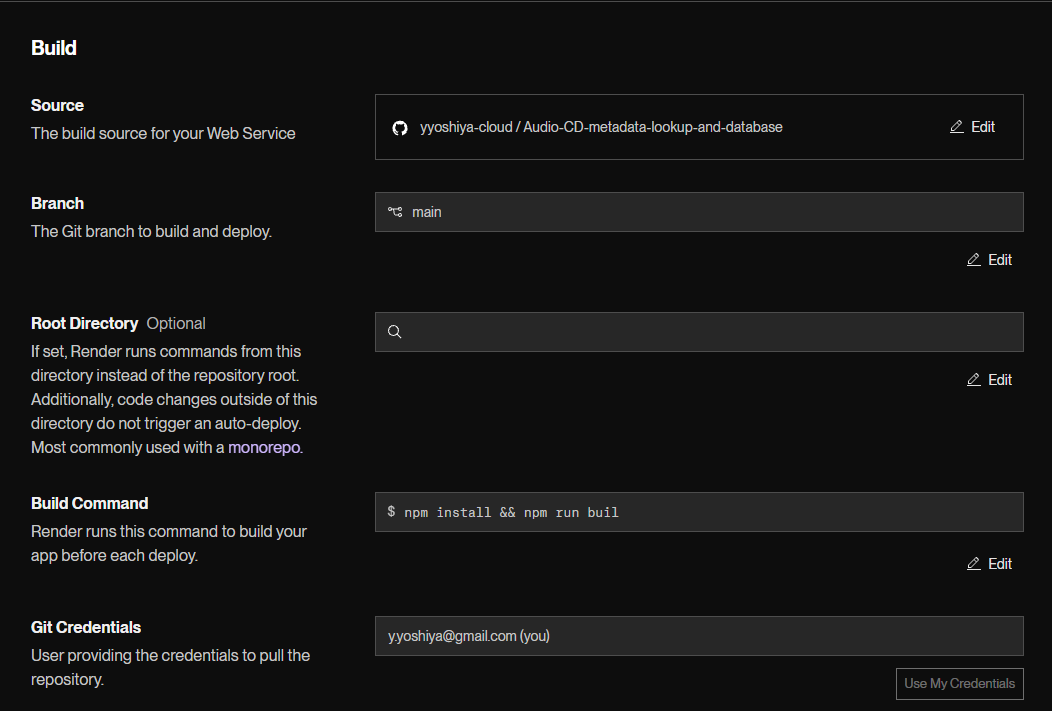 Build
Source
The build source for your Web Service
yyoshiya-cloud / Audio-CD-metadata-lookup-and-database
Edit
Branch
The Git branch to build and deploy.
main
Edit
Root Directory Optional
If set, Render runs commands from this
directory instead of the repository root.
Additionally, code changes outside of this
directory do not trigger an auto-deploy.
Most commonly used with a monorepo.
Edit
Build Command
Render runs this command to build your
app before each deploy.
$ npm install && npm run buil
Edit
Git Credentials
User providing the credentials to pull the
repository.
y.yoshiya@gmail.com (you)
Use My Credentials